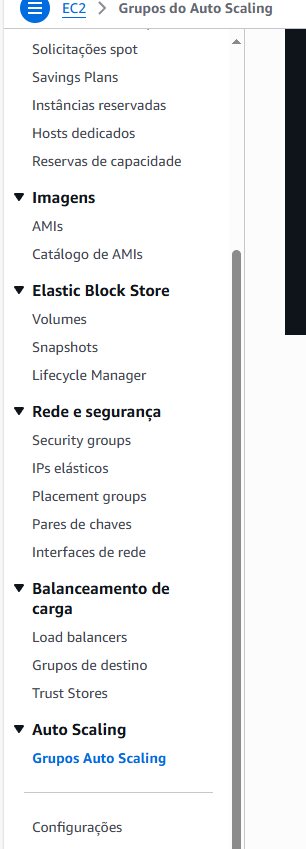 EC2 > Grupos do Auto Scaling
Solicitações spot
Savings Plans
Instâncias reservadas
Hosts dedicados
Reservas de capacidade
Imagens
AMIs
Catálogo de AMIs
Elastic Block Store
Volumes
Snapshots
Lifecycle Manager
Rede e segurança
Security groups
IPs elásticos
Placement groups
Pares de chaves
Interfaces de rede
Balanceamento de
carga
Load balancers
Grupos de destino
Trust Stores
Auto Scaling
Grupos Auto Scaling
Configurações